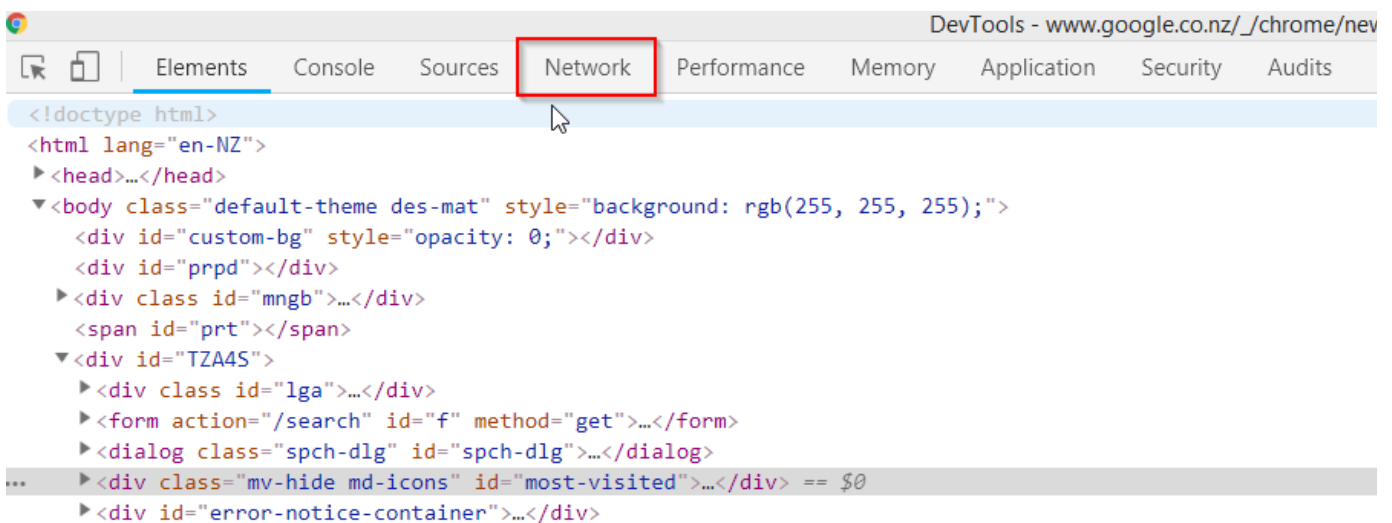 DevTools - www.google.co.nz/_/chrome/nev
Elements Console Sources Network Performance Memory Application Security Audits
<!doctype html>
<html lang="en-NZ">
<head>…</head>
<body class="default-theme des-mat" style="background: rgb(255, 255, 255);">
<div id="custom-bg" style="opacity: 0;"></div>
<div id="prpd"></div>
<div class id="mngb">…</div>
<span id="prt"></span>
<div id="TZA4S">
<div class id="lga">…</div>
<form action="/search" id="f" method="get">…</form>
<dialog class="spch-dlg" id="spch-dlg">…</dialog>
... <div class="mv-hide md-icons" id="most-visited">…</div> == $0
<div id="error-notice-container">…</div>